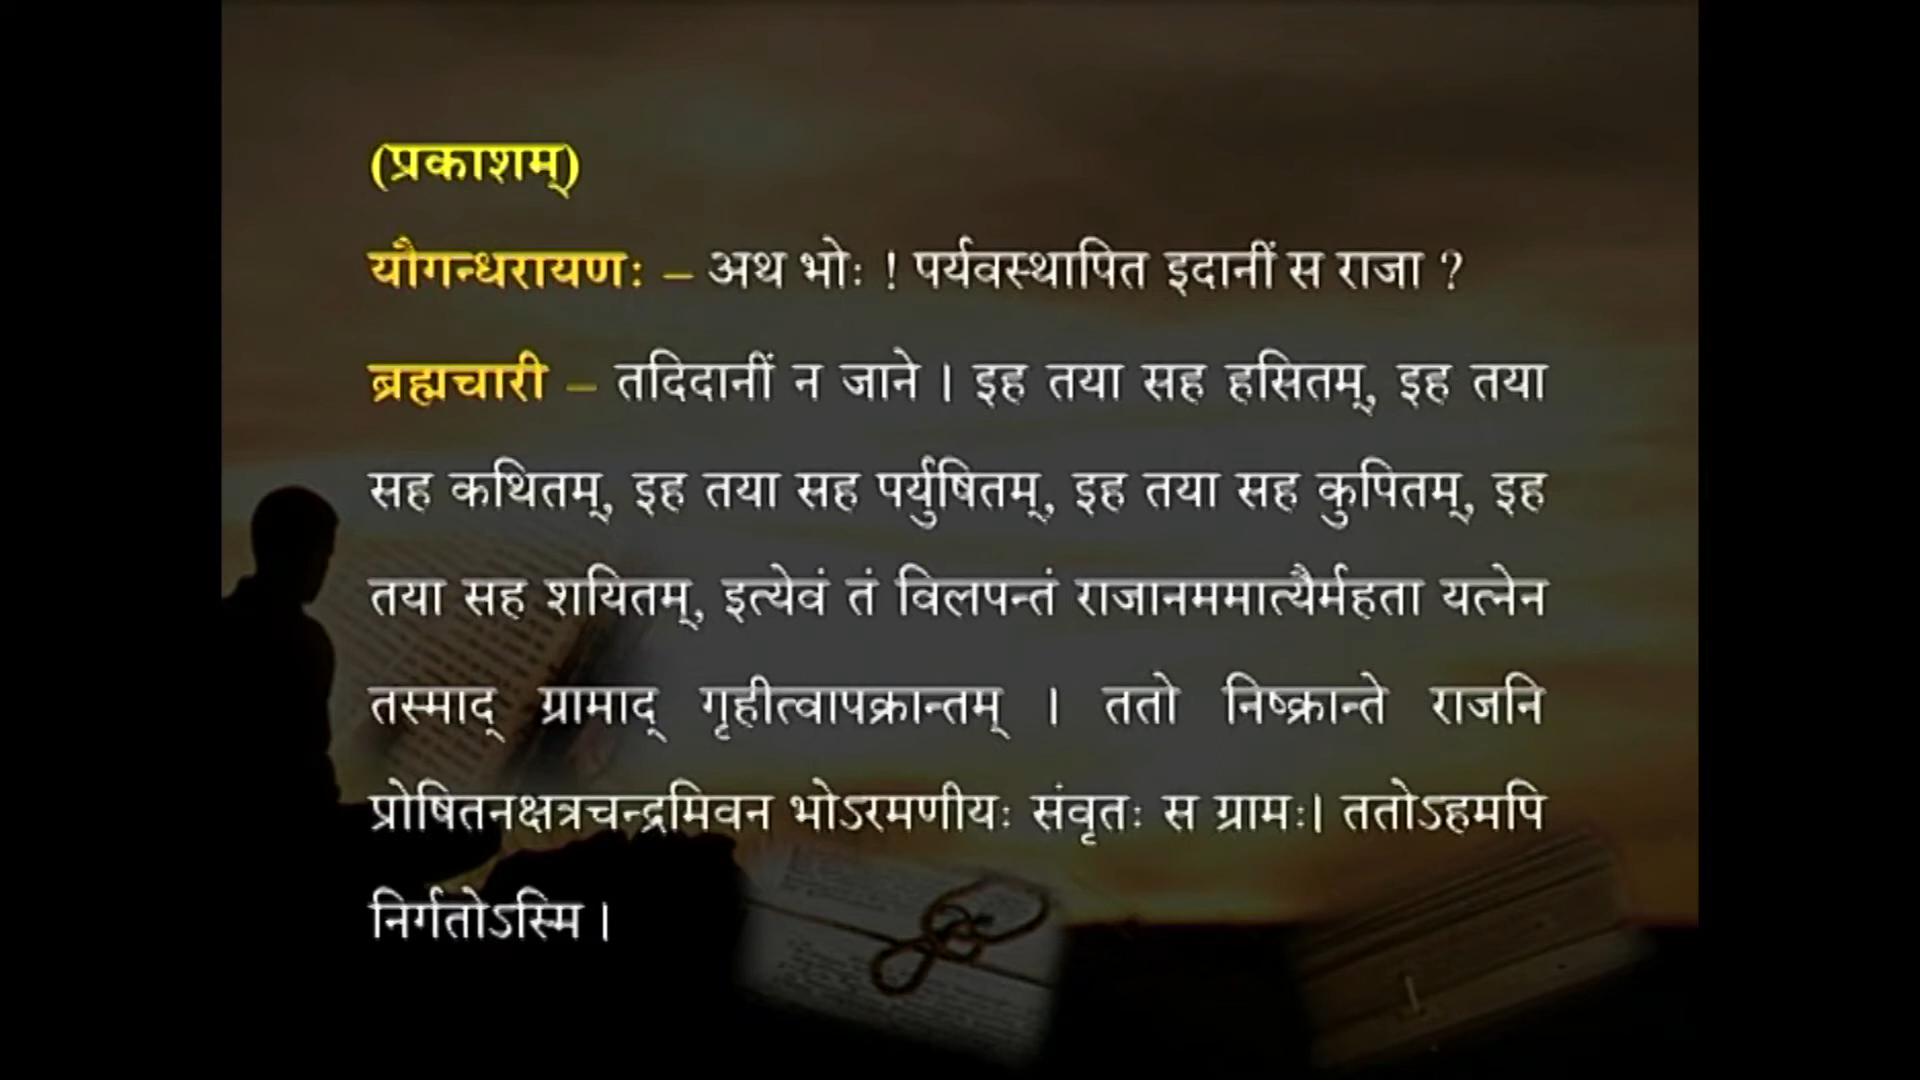 (प्रकाशम्)
यौगन्धरायणः – अथ भोः ! पर्यवस्थापित इदानीं स राजा ?
ब्रह्मचारी – तदिदानीं न जाने । इह तया सह हसितम्, इह तया
सह कथितम्, इह तया सह पर्युषितम्, इह तया सह कुपितम्, इह
तया सह शयितम्, इत्येवं तं विलपन्तं राजानममात्यैर्महता यत्नेन
तस्माद् ग्रामाद् गृहीत्वापक्रान्तम् । ततो निष्क्रान्ते राजनि
प्रोषितनक्षत्रचन्द्रमिवन भोऽरमणीयः संवृतः स ग्रामः। ततोऽहमपि
निर्गतोऽस्मि ।